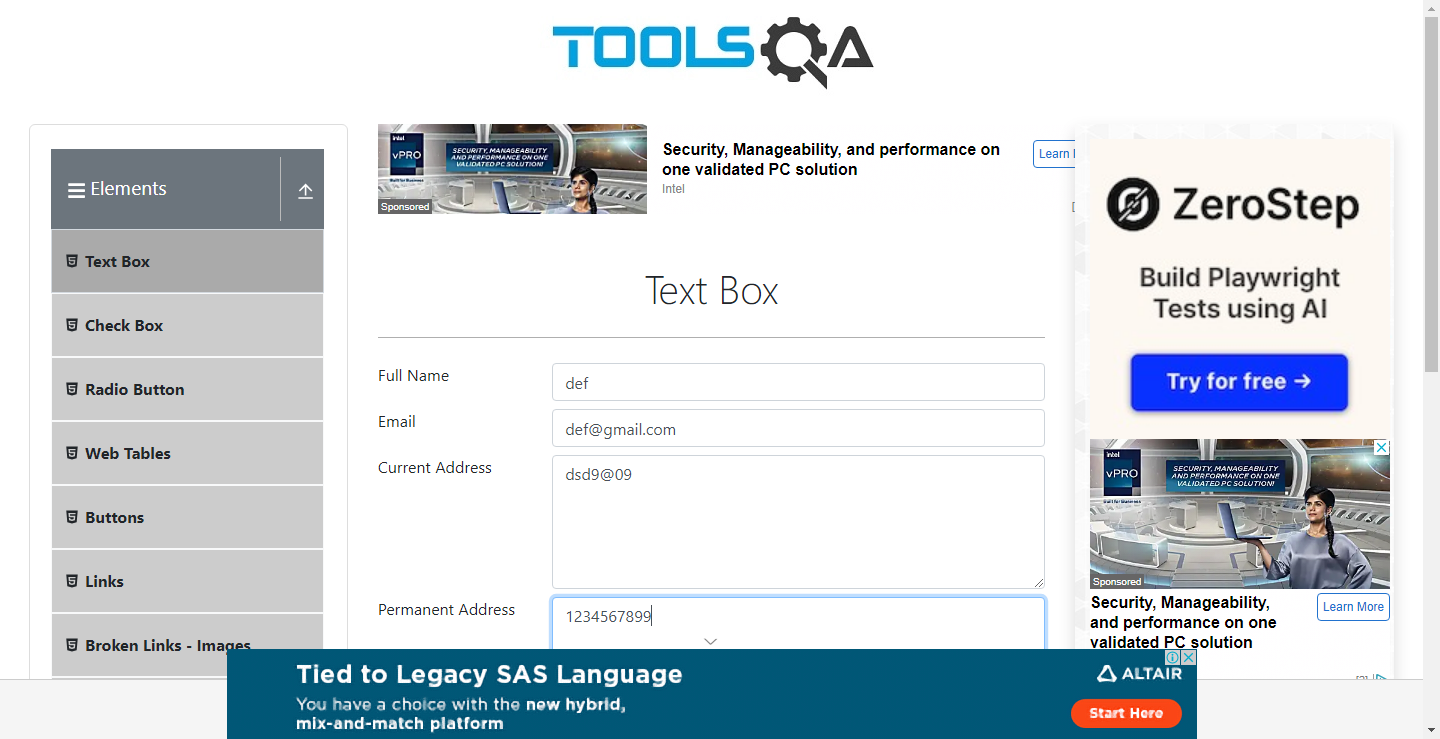 TOOLSQA
Elements
Text Box
Check Box
Radio Button
Web Tables
Buttons
Links
Broken Links - Images
intel
vPRO
Built for Business
SECURITY, MANAGEABILITY
AND PERFORMANCE ON ONE
VALIDATED PC SOLUTION!
Sponsored
Security, Manageability, and performance on
one validated PC solution
Intel
Learn
Text Box
Full Name
def
Email
def@gmail.com
Current Address
dsd9@09
Permanent Address
1234567899
ZeroStep
Build Playwright
Tests using AI
Try for free →
intel
vPRO
Built for Business
SECURITY, MANAGEABILITY
AND PERFORMANCE ON ONE
VALIDATED PC SOLUTION!
Sponsored
Security, Manageability,
and performance on one
validated PC solution
Learn More
Tied to Legacy SAS Language
You have a choice with the new hybrid,
mix-and-match platform
ALTAIR
Start Here